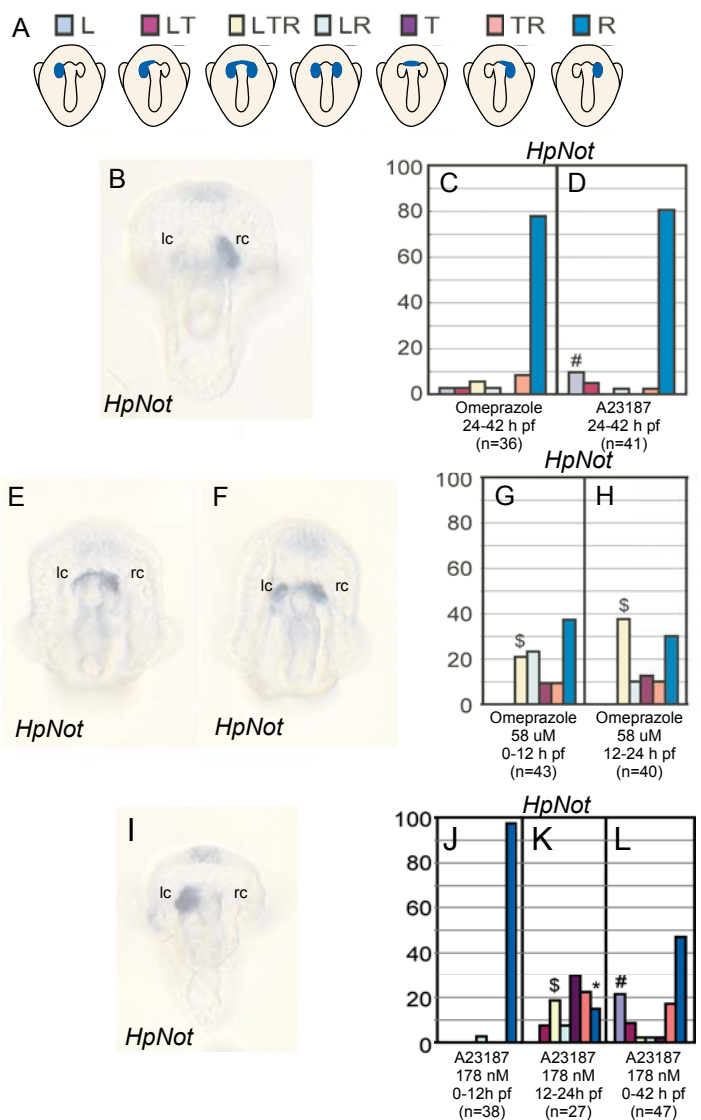 A L LT LTR LR T TR R
HpNot
B
lc rc
HpNot
C D
100
80
60
40
20
0
#
Omeprazole
24-42 h pf
(n=36)
A23187
24-42 h pf
(n=41)
E
lc rc
HpNot
F
lc rc
HpNot
HpNot
G H
100
80
60
40
20
0
$
$
Omeprazole
58 uM
0-12 h pf
(n=43)
Omeprazole
58 uM
12-24 h pf
(n=40)
I
lc rc
HpNot
HpNot
J K L
100
80
60
40
20
0
$
*
#
A23187
178 nM
0-12h pf
(n=38)
A23187
178 nM
12-24h pf
(n=27)
A23187
178 nM
0-42 h pf
(n=47)